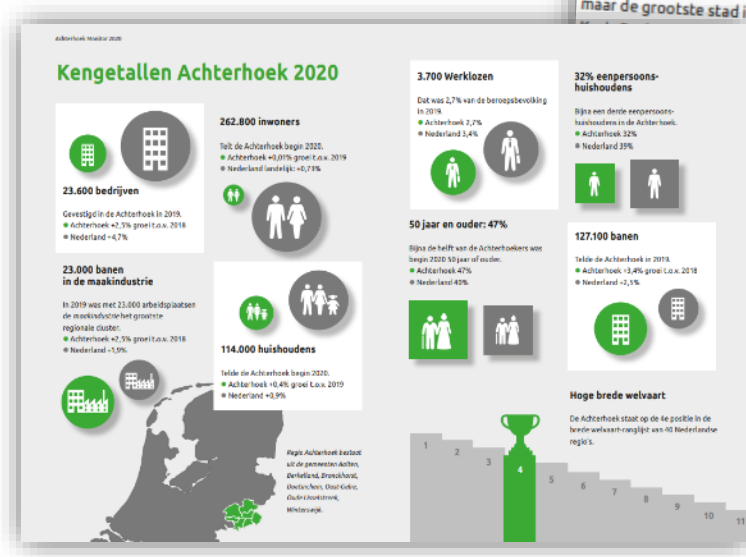 maar de grootste stad i
Achterhoek Monitor 2020
Kengetallen Achterhoek 2020
23.600 bedrijven
Gevestigd in de Achterhoek in 2019.
Achterhoek +2,5% groei t.o.v. 2018
Nederland +4,7%
23.000 banen
in de maakindustrie
In 2019 was met 23.000 arbeidsplaatsen
de maakindustrie het grootste
regionale cluster.
Achterhoek +2,5% groei t.o.v. 2018
Nederland +1,9%
262.800 inwoners
Telt de Achterhoek begin 2020.
Achterhoek +0,01% groei t.o.v. 2019
Nederland landelijk: +0,71%
114.000 huishoudens
Telde de Achterhoek begin 2020.
Achterhoek +0,4% groei t.o.v. 2019
Nederland +0,9%
Regio Achterhoek bestaat
uit de gemeenten Aalten,
Berkelland, Bronckhorst,
Doetinchem, Oost-Gelre,
Oude IJsselstreek,
Winterswijk.
3.700 Werklozen
Dat was 2,7% van de beroepsbevolking
in 2019.
Achterhoek 2,7%
Nederland 3,4%
50 jaar en ouder: 47%
Bijna de helft van de Achterhoekers was
begin 2020 50 jaar of ouder.
Achterhoek 47%
Nederland 40%
32% eenpersoons-
huishoudens
Bijna een derde eenpersoons-
huishoudens in de Achterhoek.
Achterhoek 32%
Nederland 39%
127.100 banen
Telde de Achterhoek in 2019.
Achterhoek +3,4% groei t.o.v. 2018
Nederland +2,5%
Hoge brede welvaart
De Achterhoek staat op de 4e positie in de
brede welvaart-ranglijst van 40 Nederlandse
regio's.
1
2
3
4
5
6
7
8
9
10
11